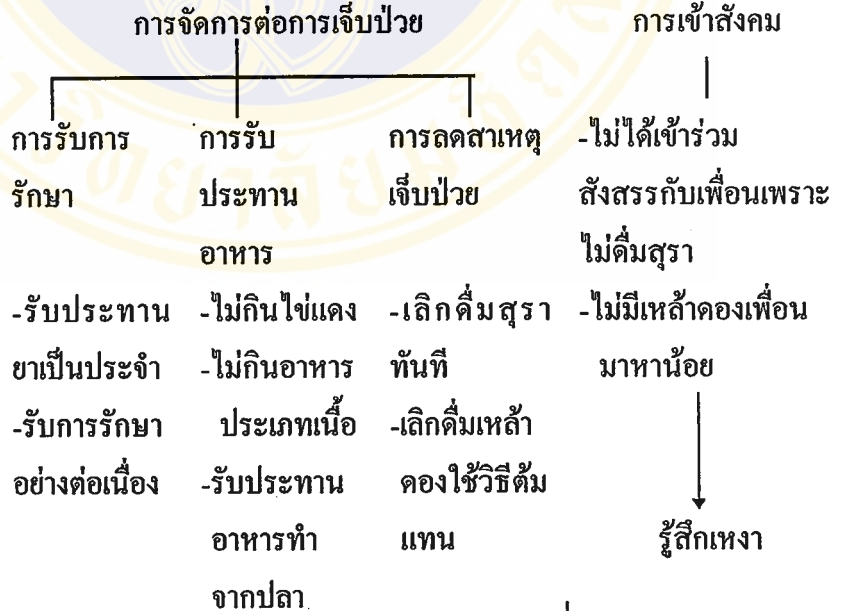 การจัดการต่อการเจ็บป่วย
การเข้าสังคม
การรับการ
รักษา
-รับประทาน
ยาเป็นประจำ
-รับการรักษา
อย่างต่อเนื่อง
การรับ
ประทาน
อาหาร
-ไม่กินไข่แดง
-ไม่กินอาหาร
ประเภทเนื้อ
-รับประทาน
อาหารทำ
จากปลา
การลดสาเหตุ
เจ็บป่วย
-เลิกดื่มสุรา
ทันที
-เลิกดื่มเหล้า
ดองใช้วิธีต้ม
แทน
-ไม่ได้เข้าร่วม
สังสรรกับเพื่อนเพราะ
ไม่ดื่มสุรา
-ไม่มีเหล้าดองเพื่อน
มาหาน้อย
รู้สึกเหงา